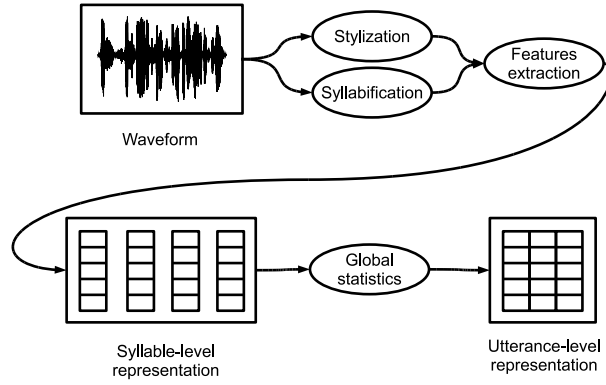 Stylization
Features
extraction
Syllabification
Waveform
Global
statistics
Syllable-level
representation
Utterance-level
representation